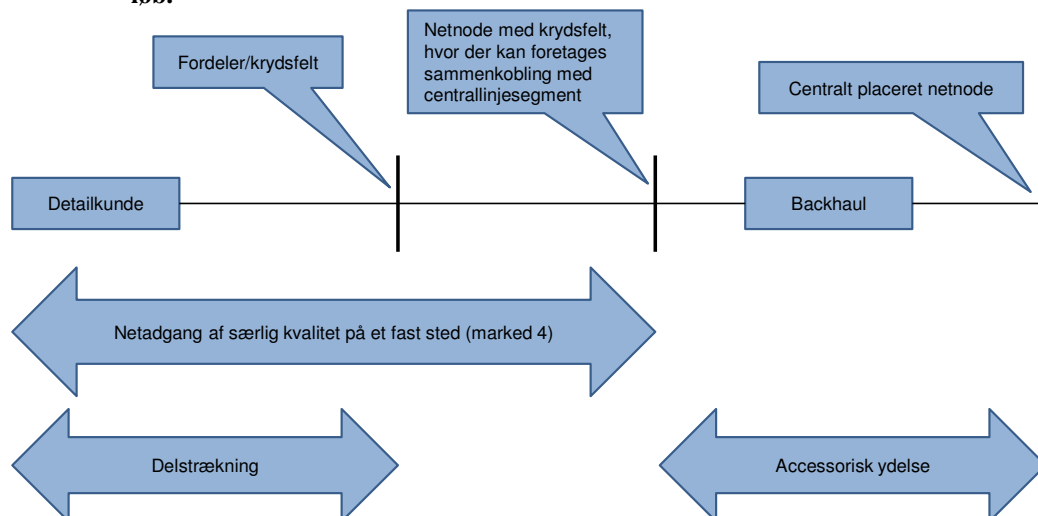 løb.
Fordeler/krydsfelt
Netnode med krydsfelt,
hvor der kan foretages
sammenkobling med
centrallinjesegment
Centralt placeret netnode
Detailkunde
Backhaul
Netadgang af særlig kvalitet på et fast sted (marked 4)
Delstrækning
Accessorisk ydelse